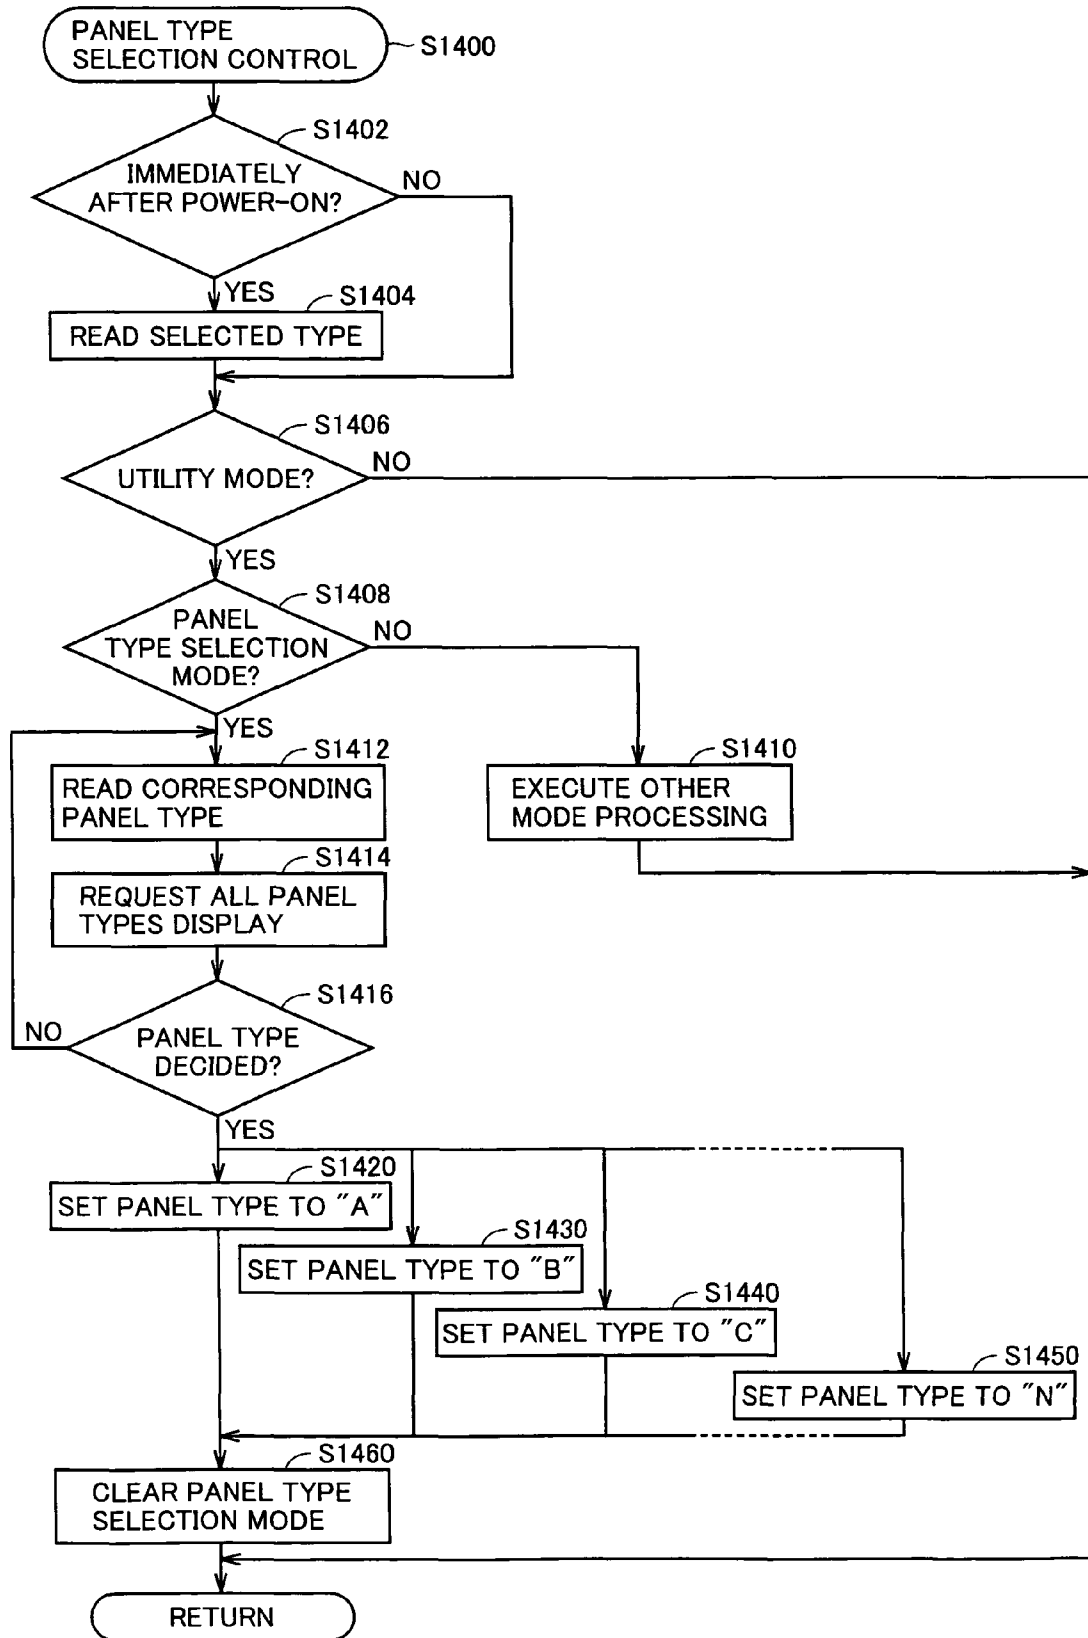 PANEL TYPE
SELECTION CONTROL
S1400
S1402
IMMEDIATELY
AFTER POWER-ON?
NO
YES
S1404
READ SELECTED TYPE
S1406
UTILITY MODE?
NO
YES
S1408
PANEL
TYPE SELECTION
MODE?
NO
YES
S1412
READ CORRESPONDING
PANEL TYPE
S1410
EXECUTE OTHER
MODE PROCESSING
S1414
REQUEST ALL PANEL
TYPES DISPLAY
S1416
PANEL TYPE
DECIDED?
NO
YES
S1420
SET PANEL TYPE TO "A"
S1430
SET PANEL TYPE TO "B"
S1440
SET PANEL TYPE TO "C"
S1450
SET PANEL TYPE TO "N"
S1460
CLEAR PANEL TYPE
SELECTION MODE
RETURN